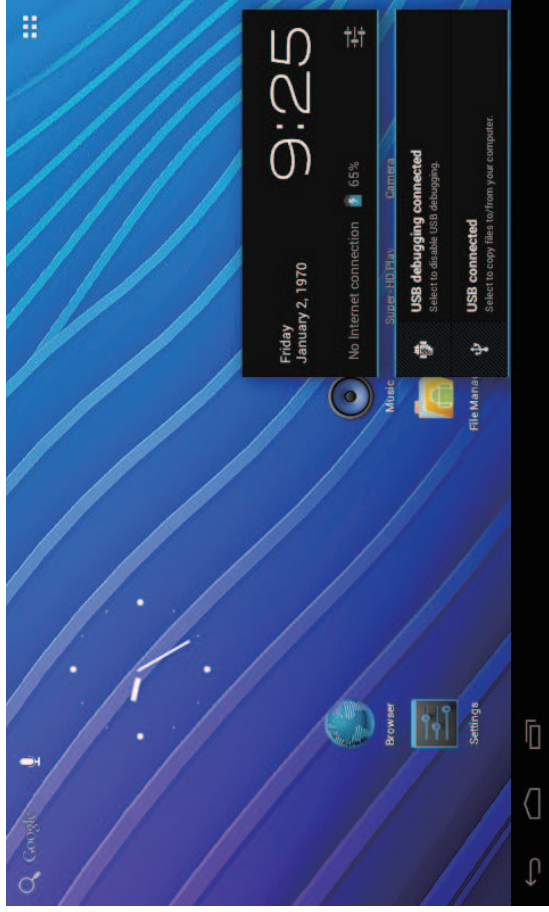 Google
Friday
January 2, 1970
9:25
No Internet connection 65%
USB debugging connected
Select to disable USB debugging.
USB connected
Select to copy files to/from your computer.
Browser
Music
Super-HD Play
Camera
Settings
File Mana